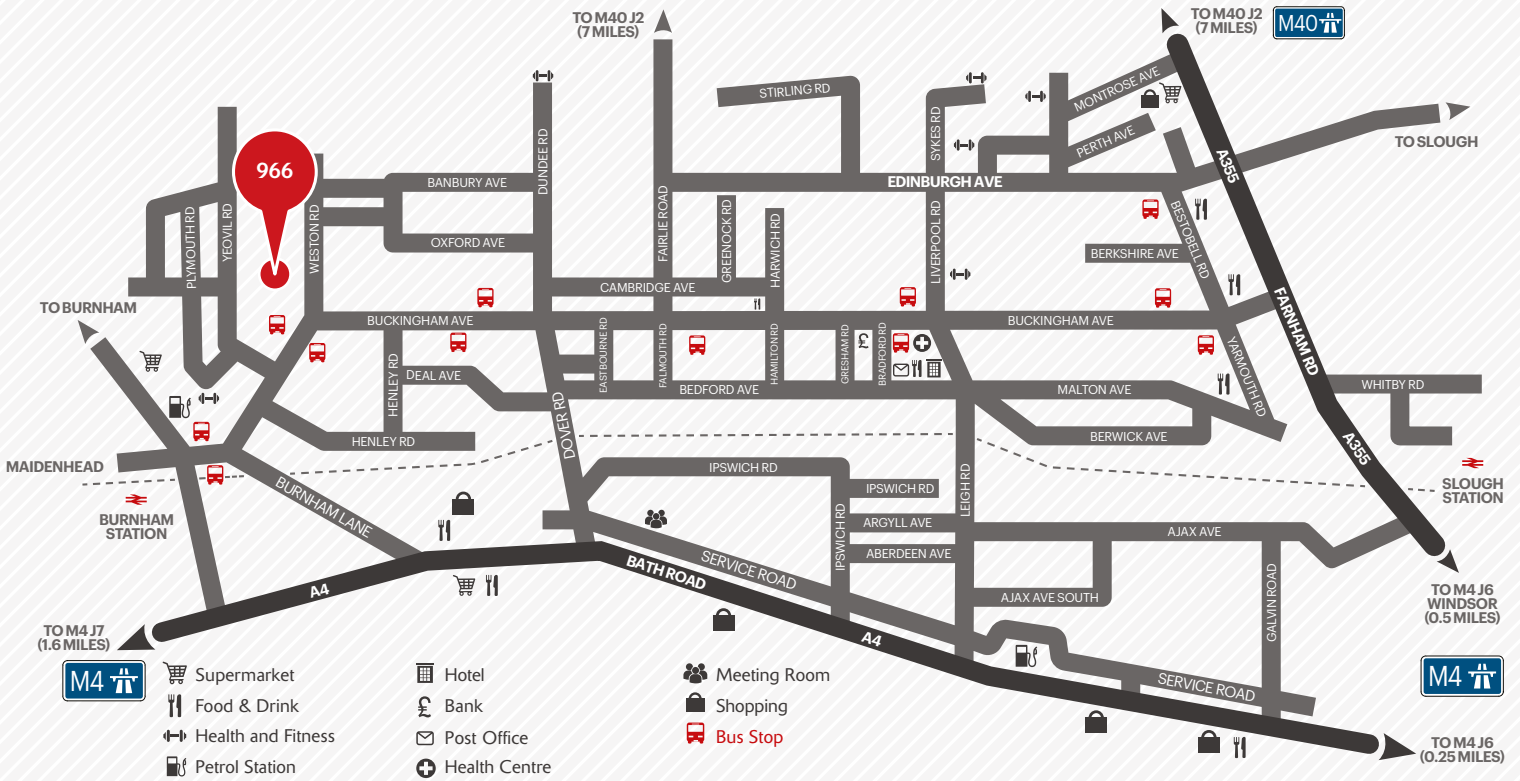 TO M40 J2
(7 MILES)
TO M40 J2
(7 MILES)
M40
STIRLING RD
MONTROSE AVE
SYKES RD
PERTH AVE
TO SLOUGH
A355
966
DUNDEE RD
BANBURY AVE
EDINBURGH AVE
PLYMOUTH RD
YEOVIL RD
WESTON RD
FAIRLIE ROAD
GREENOCK RD
HARWICH RD
LIVERPOOL RD
BESTOBELL RD
OXFORD AVE
BERKSHIRE AVE
CAMBRIDGE AVE
TO BURNHAM
BUCKINGHAM AVE
BUCKINGHAM AVE
FARNHAM RD
EASTBOURNE RD
FALMOUTH RD
HAMILTON RD
GRESHAM RD
BRADFORD RD
YARMOUTH RD
HENLEY RD
DEAL AVE
BEDFORD AVE
MALTON AVE
WHITBY RD
DOVER RD
HENLEY RD
BERWICK AVE
A355
MAIDENHEAD
IPSWICH RD
IPSWICH RD
LEIGH RD
SLOUGH
STATION
BURNHAM
STATION
BURNHAM LANE
IPSWICH RD
ARGYLL AVE
AJAX AVE
ABERDEEN AVE
SERVICE ROAD
BATH ROAD
A4
AJAX AVE SOUTH
GALVIN ROAD
TO M4 J6
WINDSOR
(0.5 MILES)
TO M4 J7
(1.6 MILES)
A4
M4
M4
SERVICE ROAD
TO M4 J6
(0.25 MILES)
Supermarket
Food & Drink
Health and Fitness
Petrol Station
Hotel
£ Bank
Post Office
Health Centre
Meeting Room
Shopping
Bus Stop
£